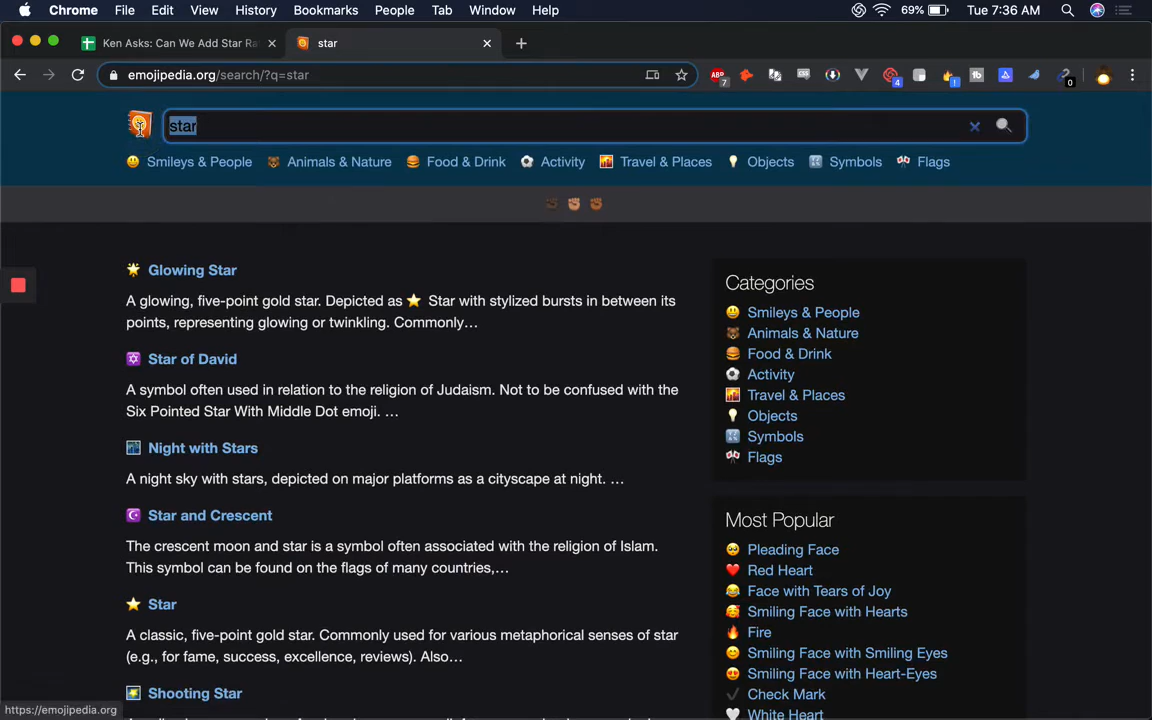 Chrome File Edit View History Bookmarks People Tab Window Help 69% Tue 7:36 AM
Ken Asks: Can We Add Star Ra
star
emojipedia.org/search/?q=star
7 4 ! tb 0
star
Smileys & People Animals & Nature Food & Drink Activity Travel & Places Objects Symbols Flags
Glowing Star
A glowing, five-point gold star. Depicted as ⭐ Star with stylized bursts in between its
points, representing glowing or twinkling. Commonly…
Star of David
A symbol often used in relation to the religion of Judaism. Not to be confused with the
Six Pointed Star With Middle Dot emoji. …
Night with Stars
A night sky with stars, depicted on major platforms as a cityscape at night. …
Star and Crescent
The crescent moon and star is a symbol often associated with the religion of Islam.
This symbol can be found on the flags of many countries,…
Star
A classic, five-point gold star. Commonly used for various metaphorical senses of star
(e.g., for fame, success, excellence, reviews). Also…
Shooting Star
Categories
Smileys & People
Animals & Nature
Food & Drink
Activity
Travel & Places
Objects
Symbols
Flags
Most Popular
Pleading Face
Red Heart
Face with Tears of Joy
Smiling Face with Hearts
Fire
Smiling Face with Smiling Eyes
Smiling Face with Heart-Eyes
Check Mark
White Heart
https://emojipedia.org